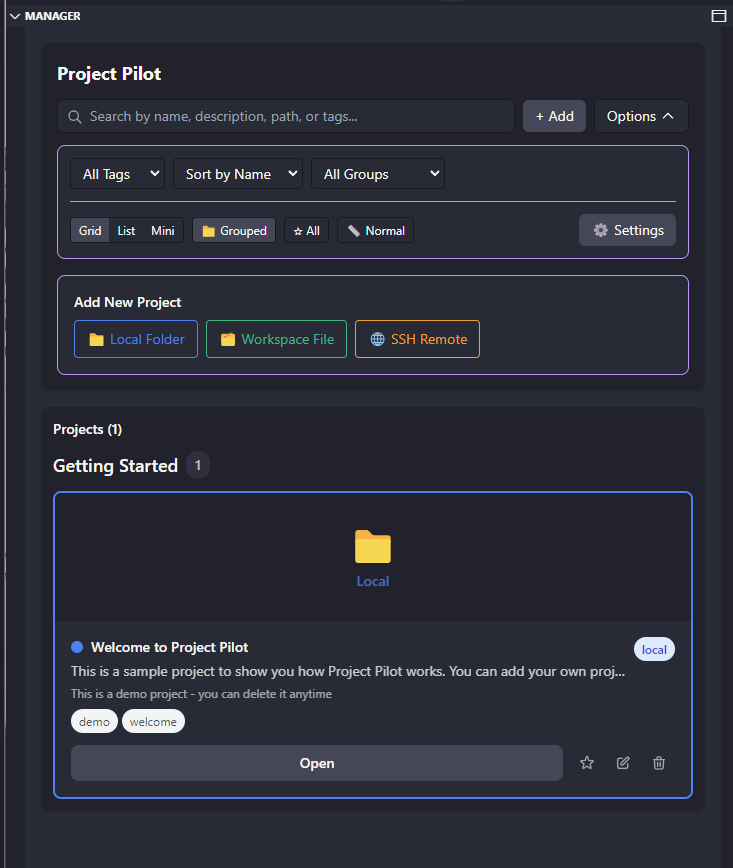 MANAGER
Project Pilot
Search by name, description, path, or tags...
+ Add
Options
All Tags
Sort by Name
All Groups
Grid
List
Mini
Grouped
☆ All
Normal
Settings
Add New Project
Local Folder
Workspace File
SSH Remote
Projects (1)
Getting Started 1
Local
Welcome to Project Pilot
local
This is a sample project to show you how Project Pilot works. You can add your own proj...
This is a demo project - you can delete it anytime
demo
welcome
Open